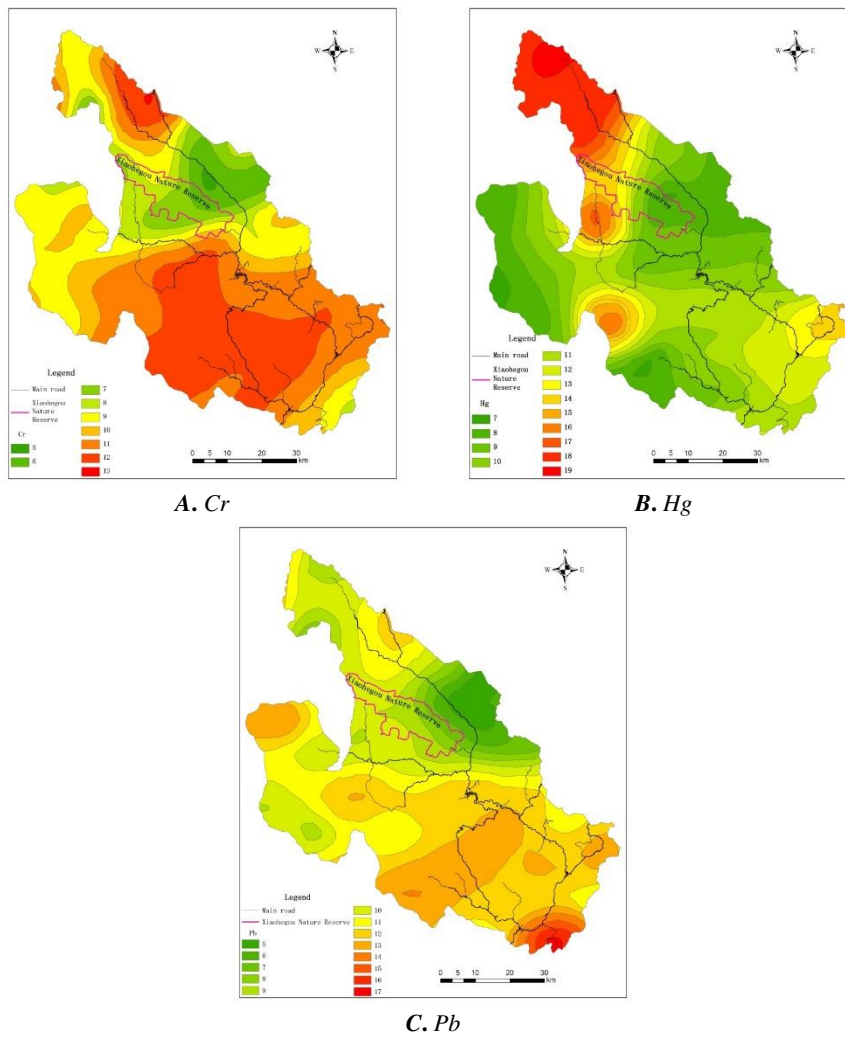 N
W E
S
Xiaohegou Nature Reserve
Legend
Main road
Xiaohegou
Nature
Reserve
Cr
5
6
7
8
9
10
11
12
13
0 5 10 20 30
km
A. Cr
N
W E
S
Xiaohegou Nature Reserve
Legend
Main road
Xiaohegou
Nature
Reserve
Hg
7
8
9
10
11
12
13
14
15
16
17
18
19
0 5 10 20 30
km
B. Hg
N
W E
S
Xiaohegou Nature Reserve
Legend
Main road
Xiaohegou Nature Reserve
Pb
5
6
7
8
9
10
11
12
13
14
15
16
17
0 5 10 20 30
km
C. Pb